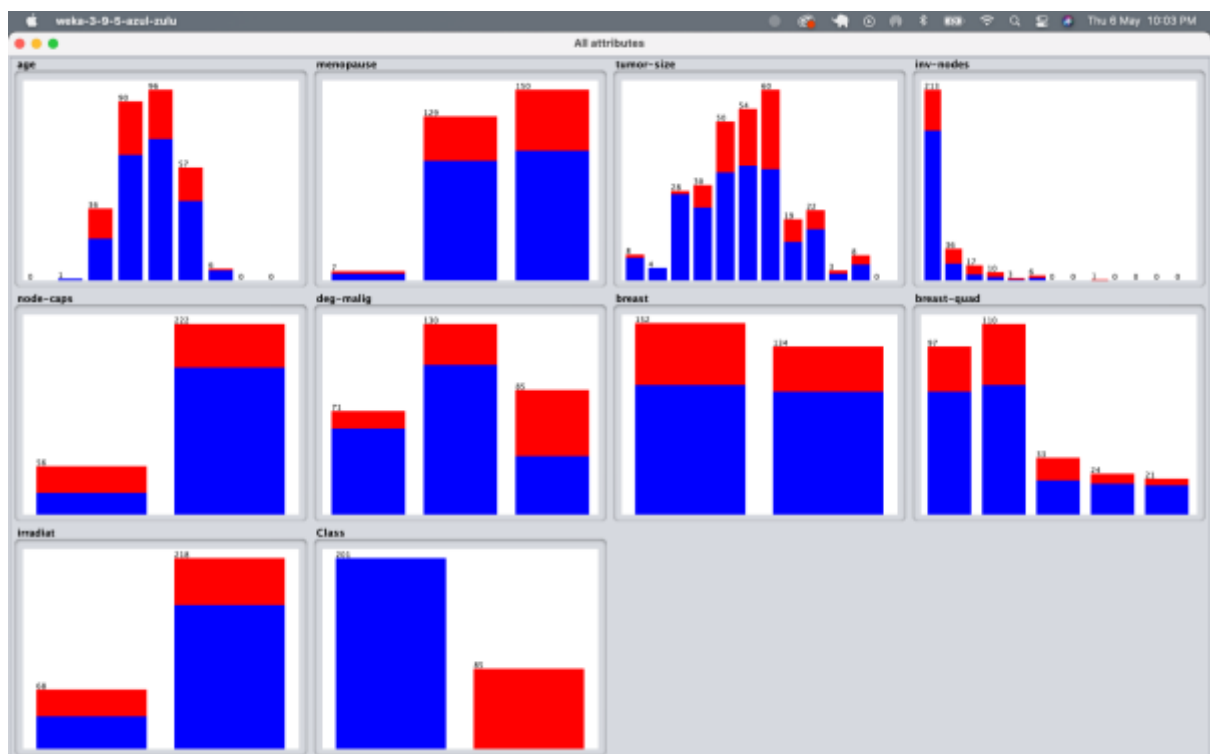 weka-3-9-5-azul-zulu
Thu 6 May 10:03 PM
All attributes
age
menopause
tumor-size
inv-nodes
0 1 36 90 96 57 6 0 0
7 129 150
8 4 28 30 50 54 60 19 22 3 8 0
213 36 17 10 3 6 0 0 1 0 0 0 0
node-caps
deg-malig
breast
breast-quad
56 222
71 130 85
152 134
97 110 33 24 21
irradiat
Class
68 218
201 85